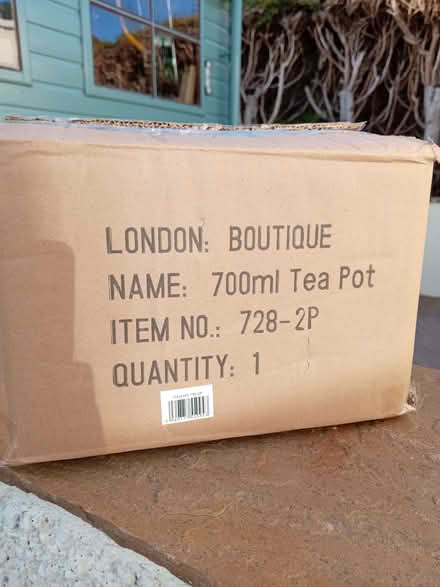 LONDON: BOUTIQUE
NAME: 700ml Tea Pot
ITEM NO.: 728-2P
QUANTITY: 1